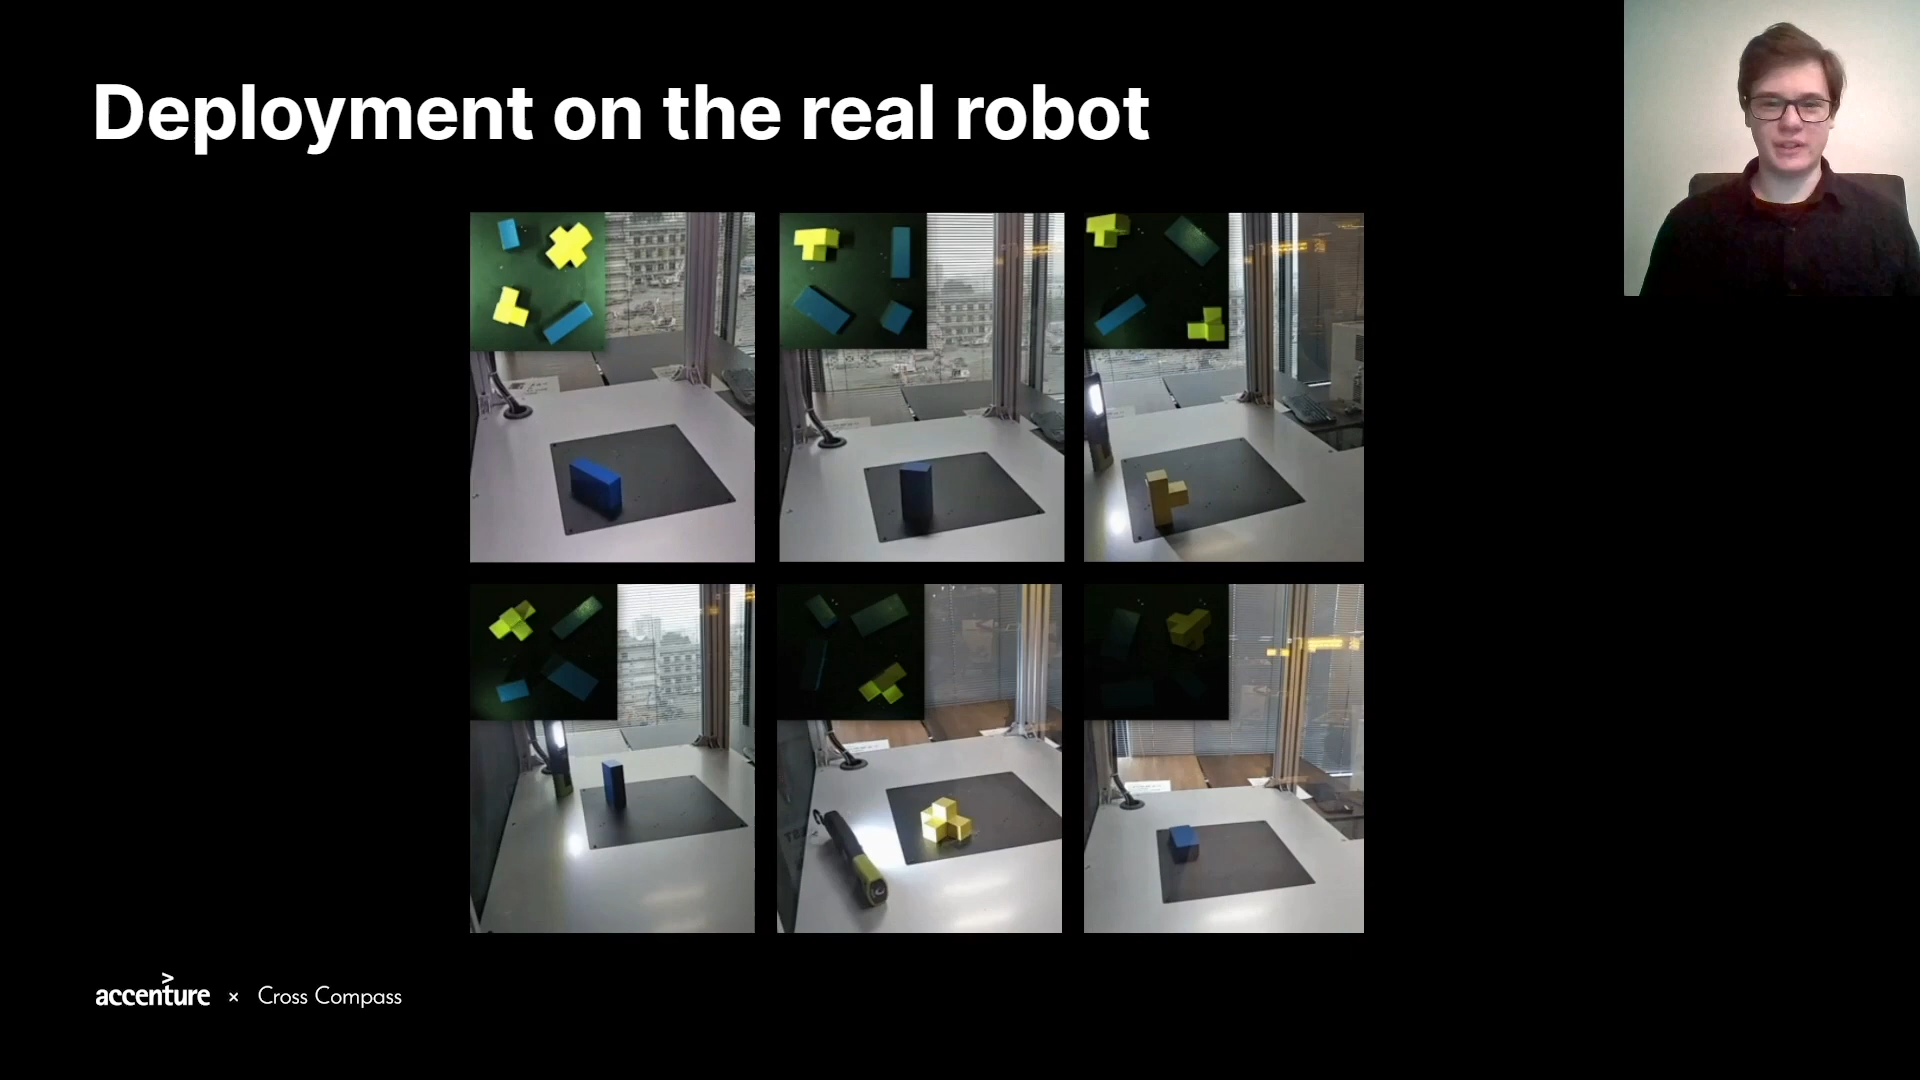 Deployment on the real robot
accenture × Cross Compass